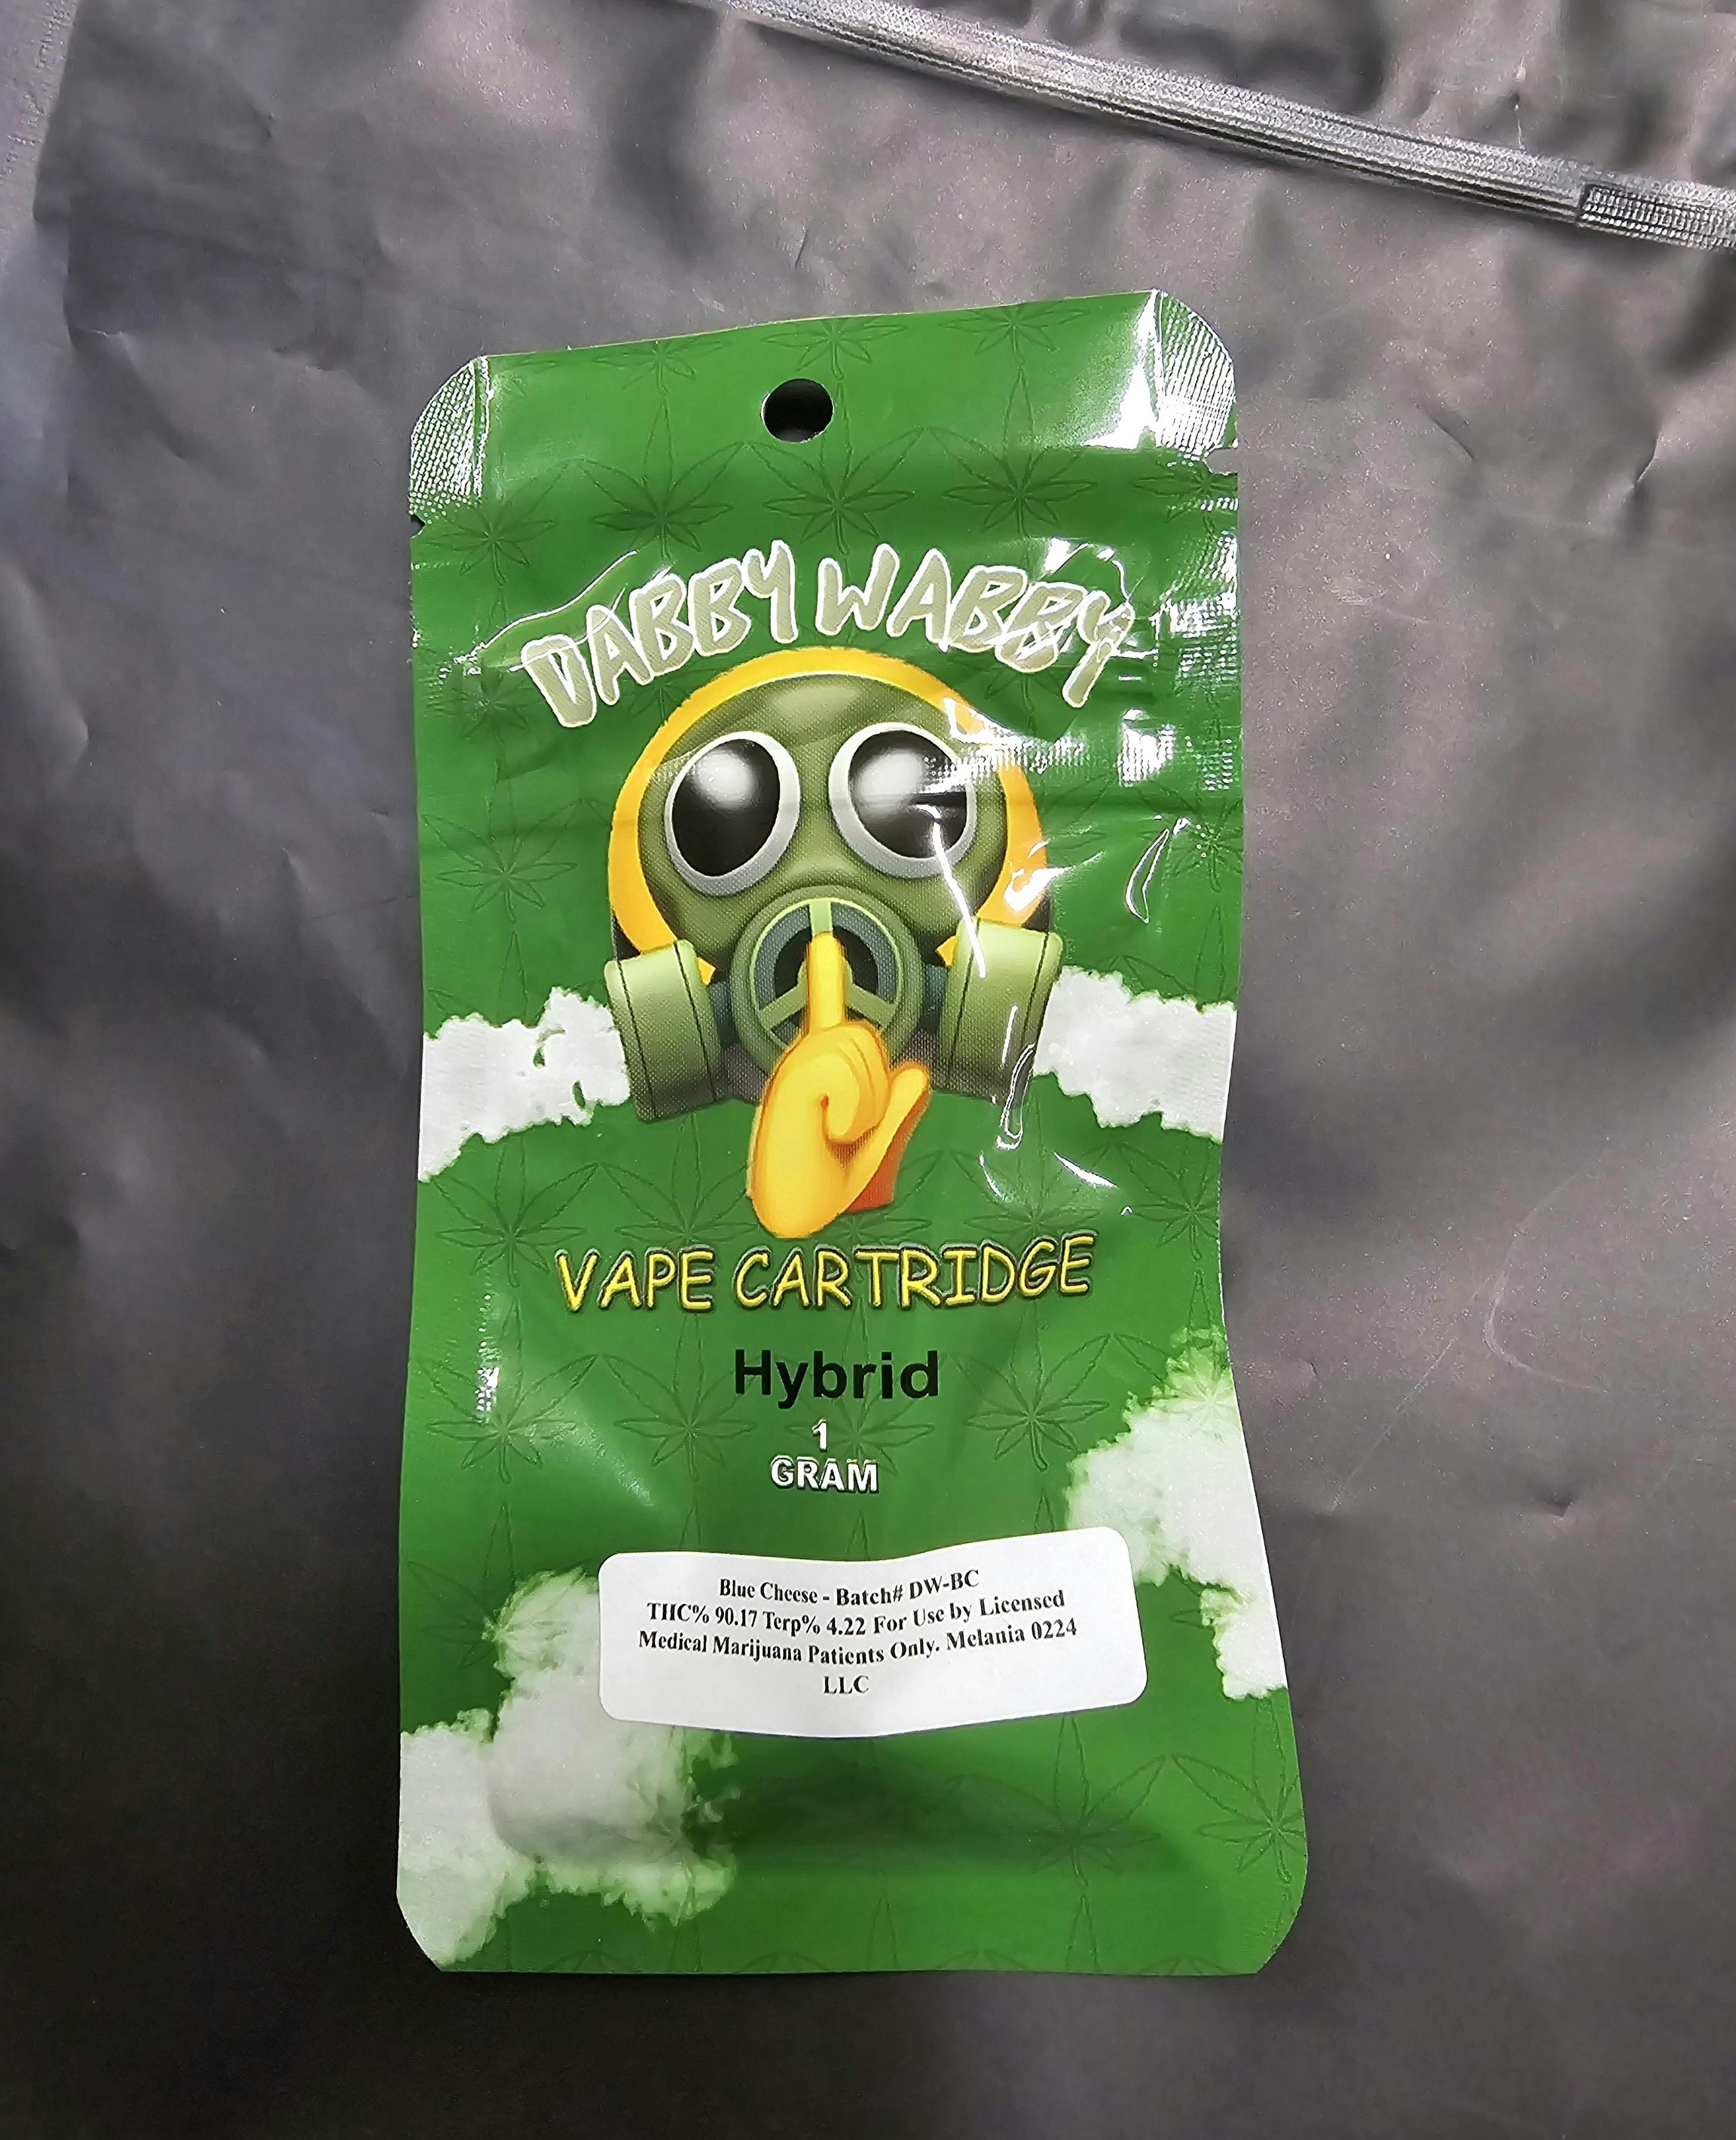 DABBY WABBY
VAPE CARTRIDGE
Hybrid
1
GRAM
Blue Cheese - Batch# DW-BC
THC% 90.17 Terp% 4.22 For Use by Licensed
Medical Marijuana Patients Only. Melania 0224
LLC